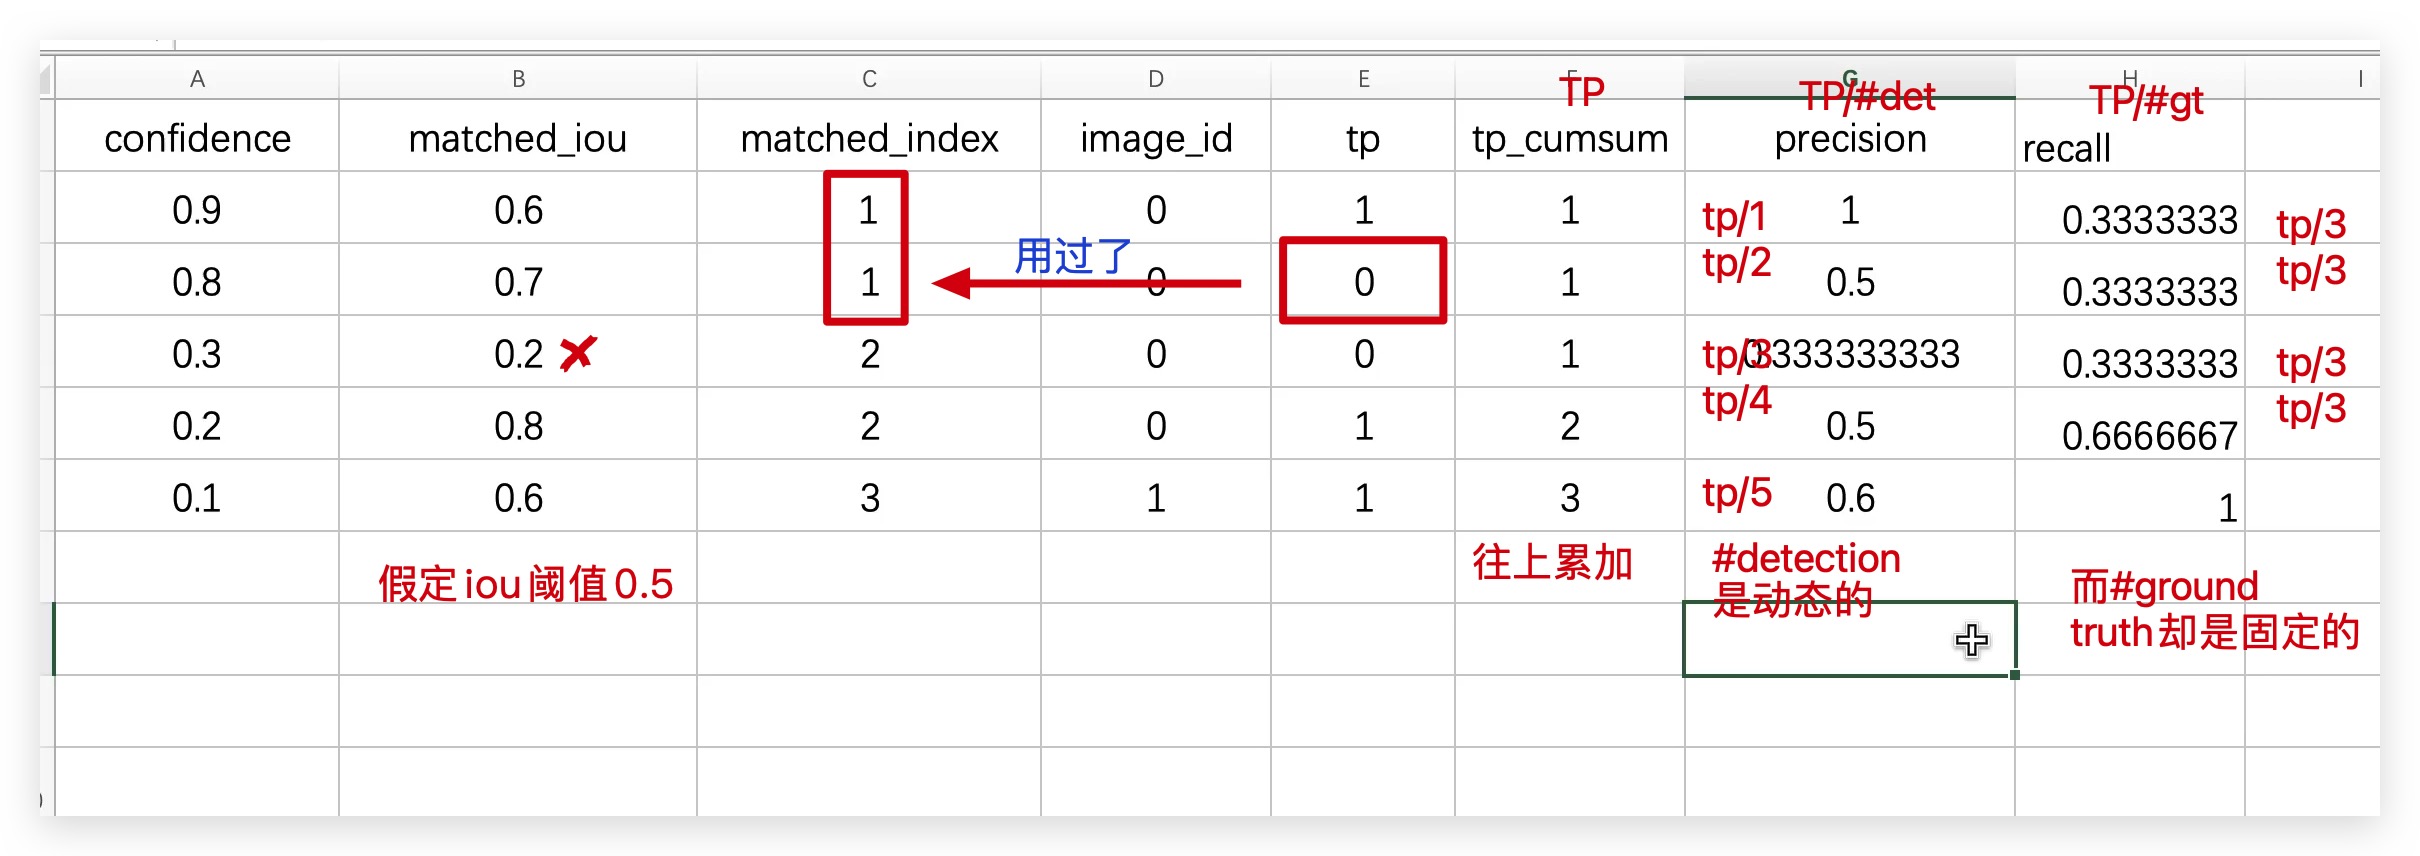 A B C D E F G H I
TP TP/#det TP/#gt
confidence matched_iou matched_index image_id tp tp_cumsum precision recall
0.9 0.6 1 0 1 1 tp/1 1 0.3333333 tp/3
用过了
0.8 0.7 1 0 0 1 tp/2 0.5 0.3333333 tp/3
0.3 0.2 2 0 0 1 tp/3 0.333333333 0.3333333 tp/3
0.2 0.8 2 0 1 2 tp/4 0.5 0.6666667 tp/3
0.1 0.6 3 1 1 3 tp/5 0.6 1
假定iou阈值0.5
往上累加
#detection
是动态的
而#ground
truth却是固定的